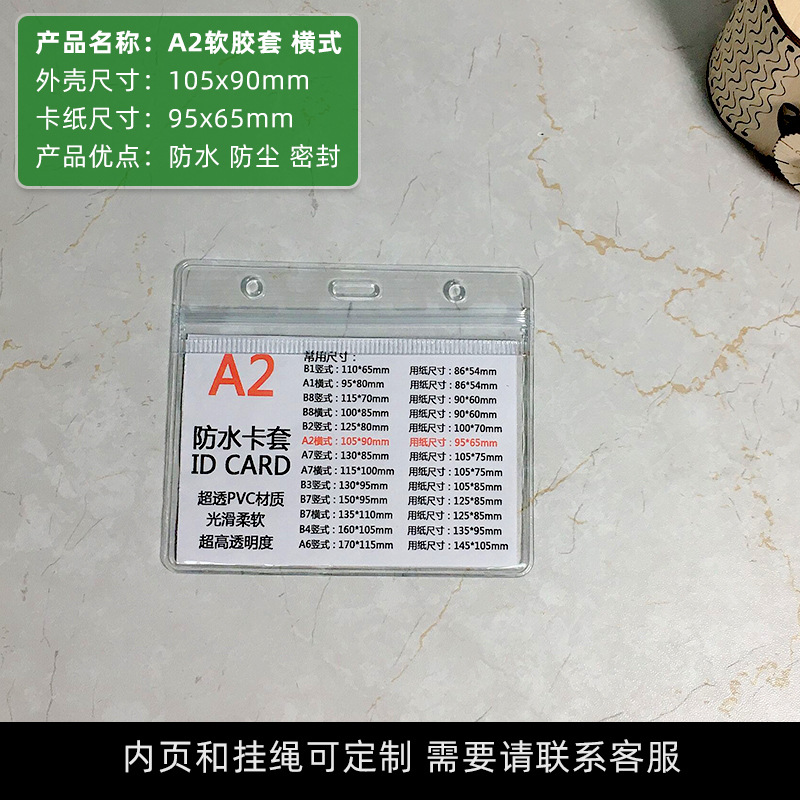 产品名称：A2软胶套 横式
外壳尺寸：105x90mm
卡纸尺寸：95x65mm
产品优点：防水 防尘 密封
A2
防水卡套
ID CARD
超透PVC材质
光滑柔软
超高透明度
常用尺寸：
B1竖式：110*65mm 用纸尺寸：86*54mm
A1横式：95*80mm 用纸尺寸：86*54mm
B8竖式：115*70mm 用纸尺寸：90*60mm
B8横式：100*85mm 用纸尺寸：90*60mm
B2竖式：125*80mm 用纸尺寸：100*70mm
A2横式：105*90mm 用纸尺寸：95*65mm
A7竖式：130*85mm 用纸尺寸：105*75mm
A7横式：115*100mm 用纸尺寸：105*75mm
B3竖式：130*95mm 用纸尺寸：105*85mm
B7竖式：150*95mm 用纸尺寸：125*85mm
B7横式：135*110mm 用纸尺寸：125*85mm
B4竖式：160*105mm 用纸尺寸：135*95mm
A6竖式：170*115mm 用纸尺寸：145*105mm
内页和挂绳可定制 需要请联系客服